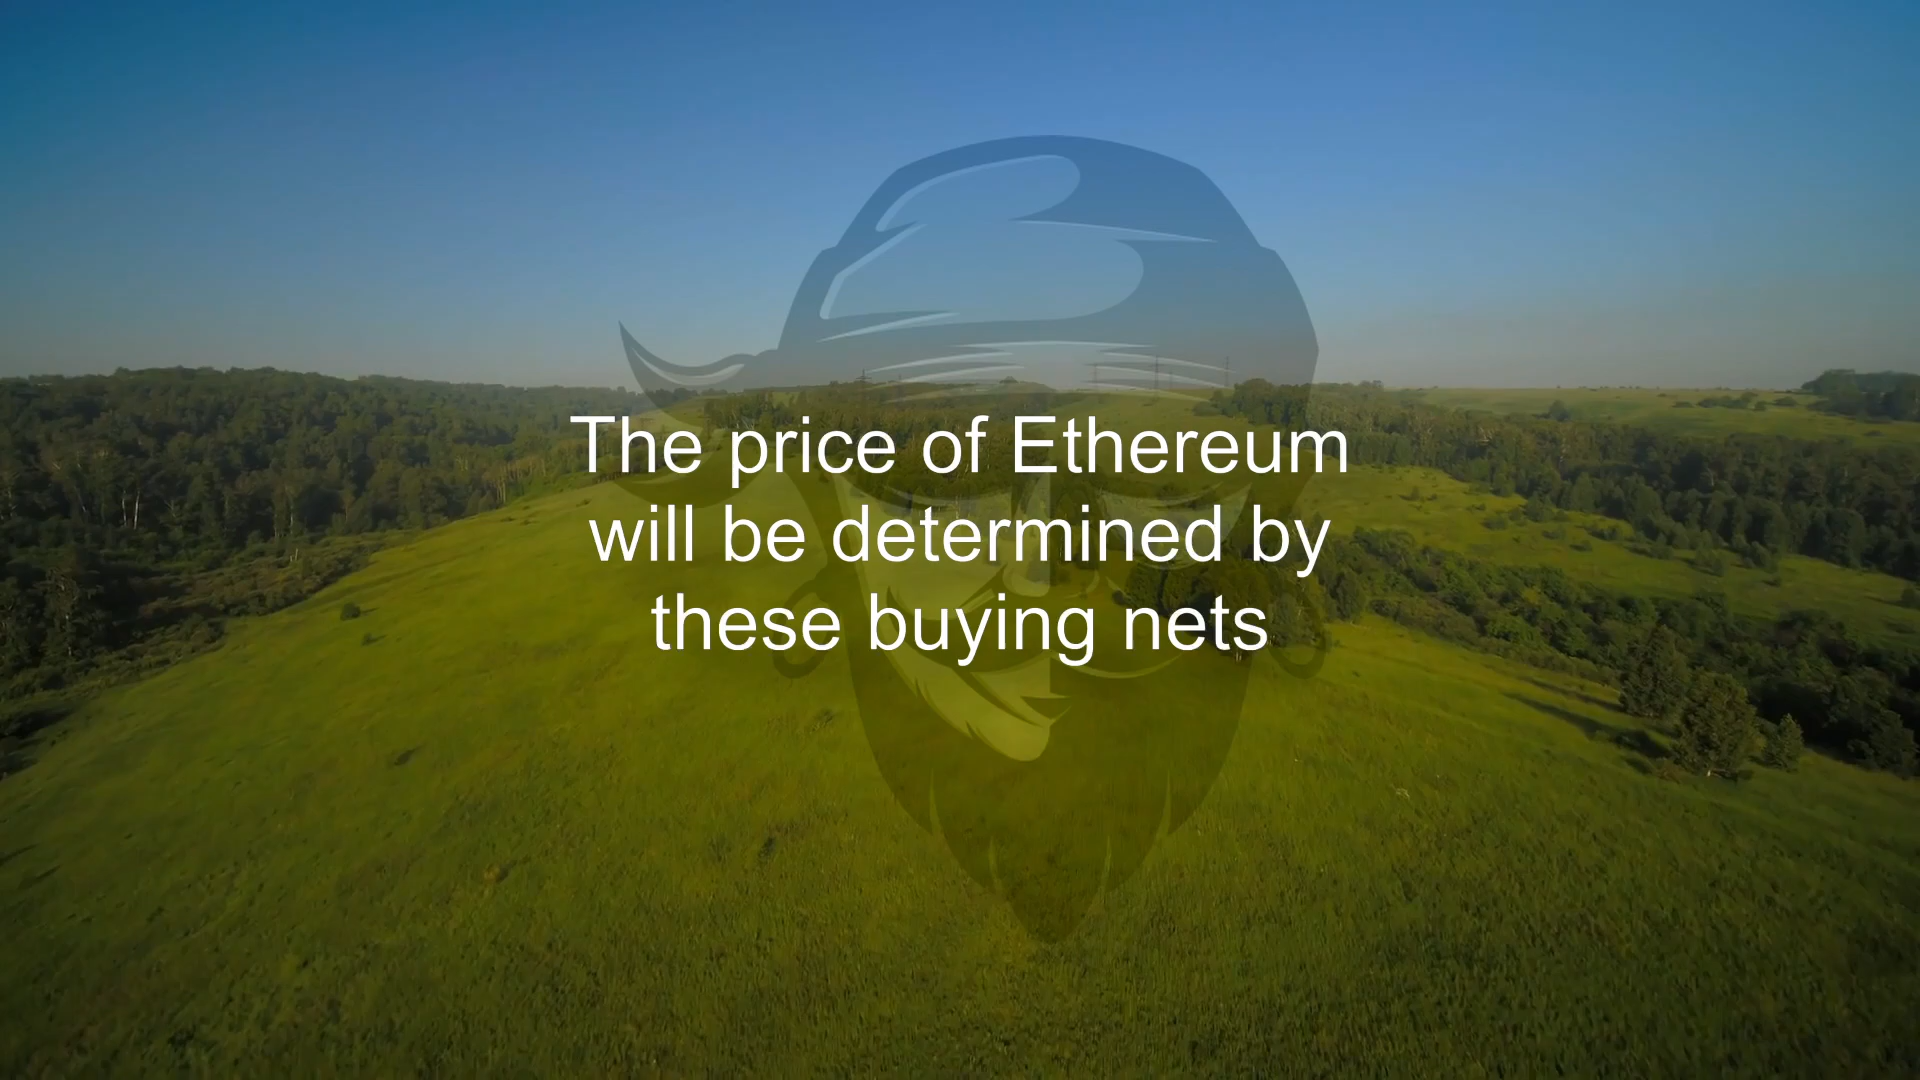 The price of Ethereum
will be determined by
these buying nets